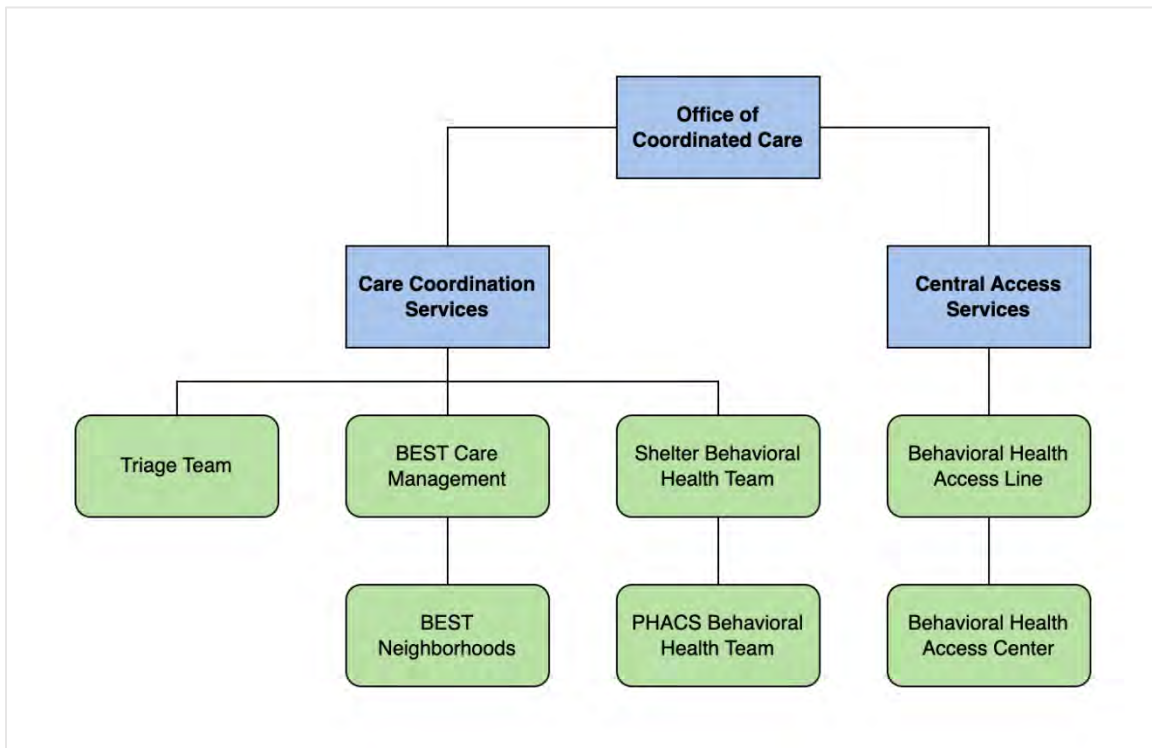 Office of
Coordinated Care
Care Coordination
Services
Central Access
Services
Triage Team
BEST Care
Management
Shelter Behavioral
Health Team
Behavioral Health
Access Line
BEST
Neighborhoods
PHACS Behavioral
Health Team
Behavioral Health
Access Center